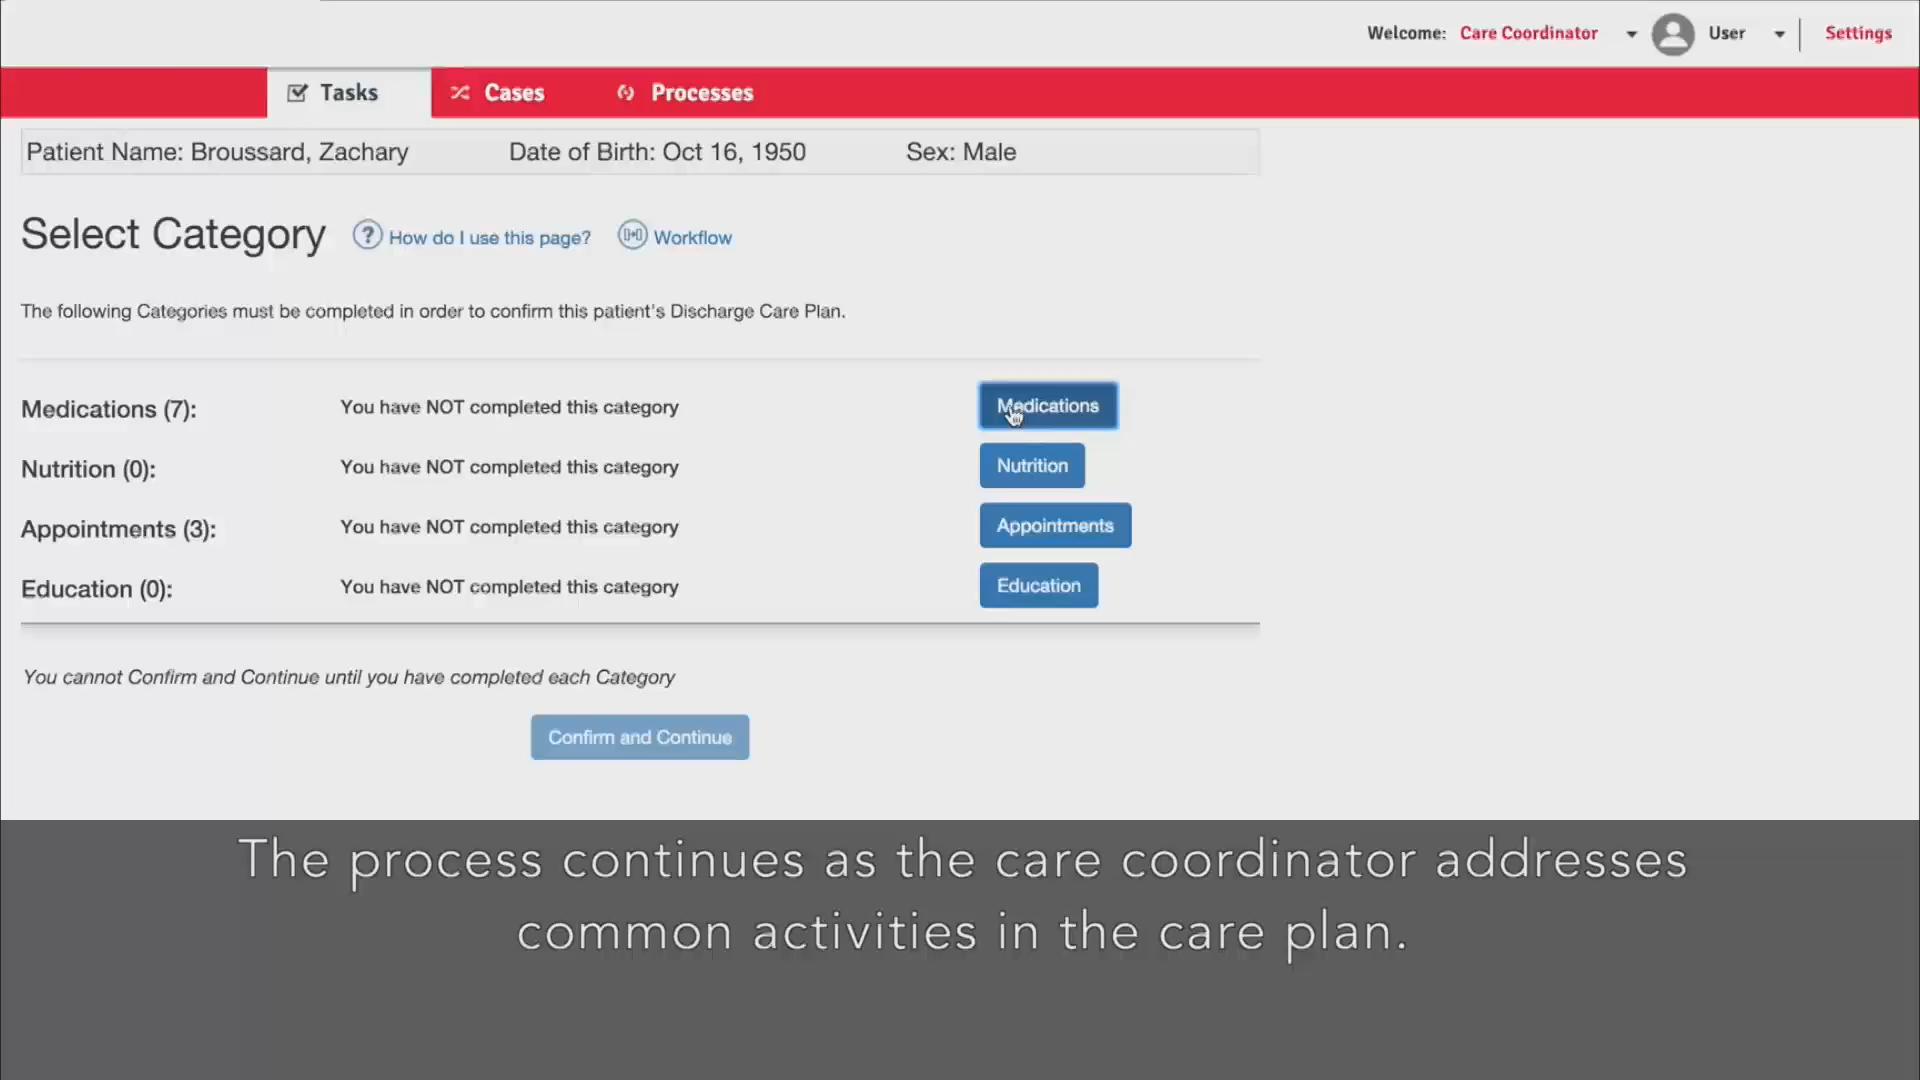 Welcome: Care Coordinator User Settings
Tasks Cases Processes
Patient Name: Broussard, Zachary Date of Birth: Oct 16, 1950 Sex: Male
Select Category ? How do I use this page? Workflow
The following Categories must be completed in order to confirm this patient's Discharge Care Plan.
Medications (7): You have NOT completed this category Medications
Nutrition (0): You have NOT completed this category Nutrition
Appointments (3): You have NOT completed this category Appointments
Education (0): You have NOT completed this category Education
You cannot Confirm and Continue until you have completed each Category
Confirm and Continue
The process continues as the care coordinator addresses
common activities in the care plan.